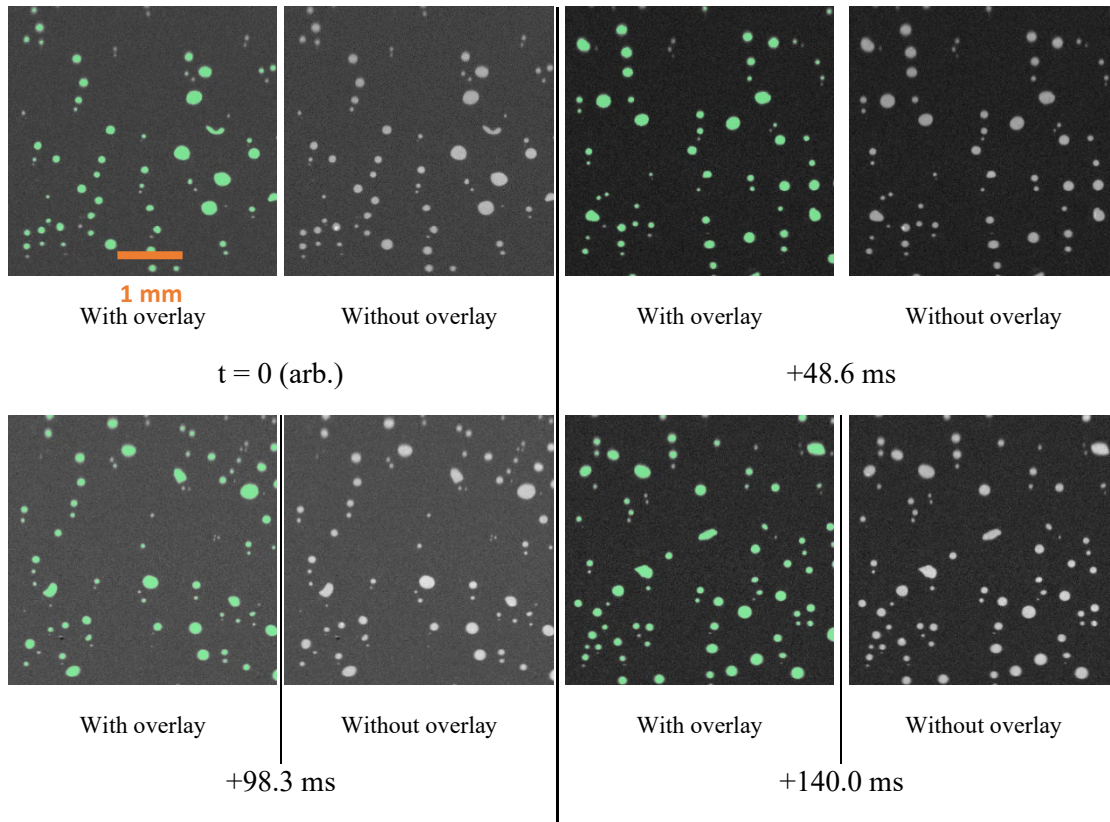 1 mm
With overlay
Without overlay
With overlay
Without overlay
t = 0 (arb.)
+48.6 ms
With overlay
Without overlay
With overlay
Without overlay
+98.3 ms
+140.0 ms